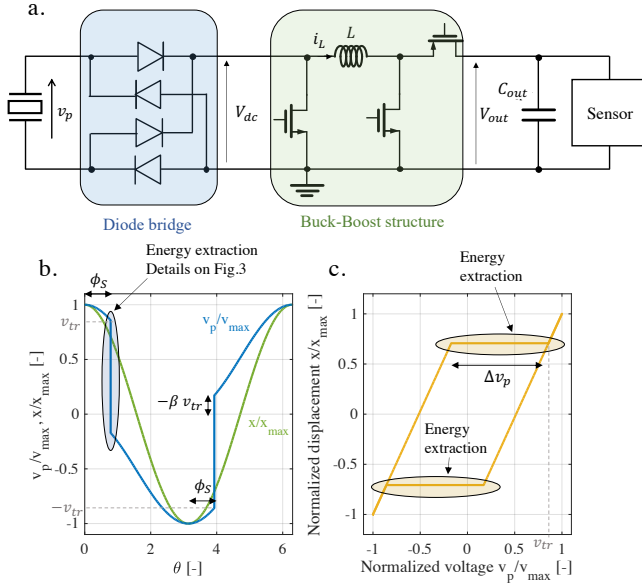 a.
i_L
L
v_p
V_dc
C_out
V_out
Sensor
Diode bridge
Buck-Boost structure
b.
Energy extraction
Details on Fig.3
ϕ_S
v_tr
v_p/v_max
−β v_tr
x/x_max
ϕ_S
−v_tr
v_p/v_max, x/x_max [-]
1
0.5
0
-0.5
-1
0
2
4
6
θ [-]
c.
Energy
extraction
Δv_p
Energy
extraction
v_tr
Normalized displacement x/x_max [-]
1
0.5
0
-0.5
-1
-1
-0.5
0
0.5
1
Normalized voltage v_p/v_max [-]